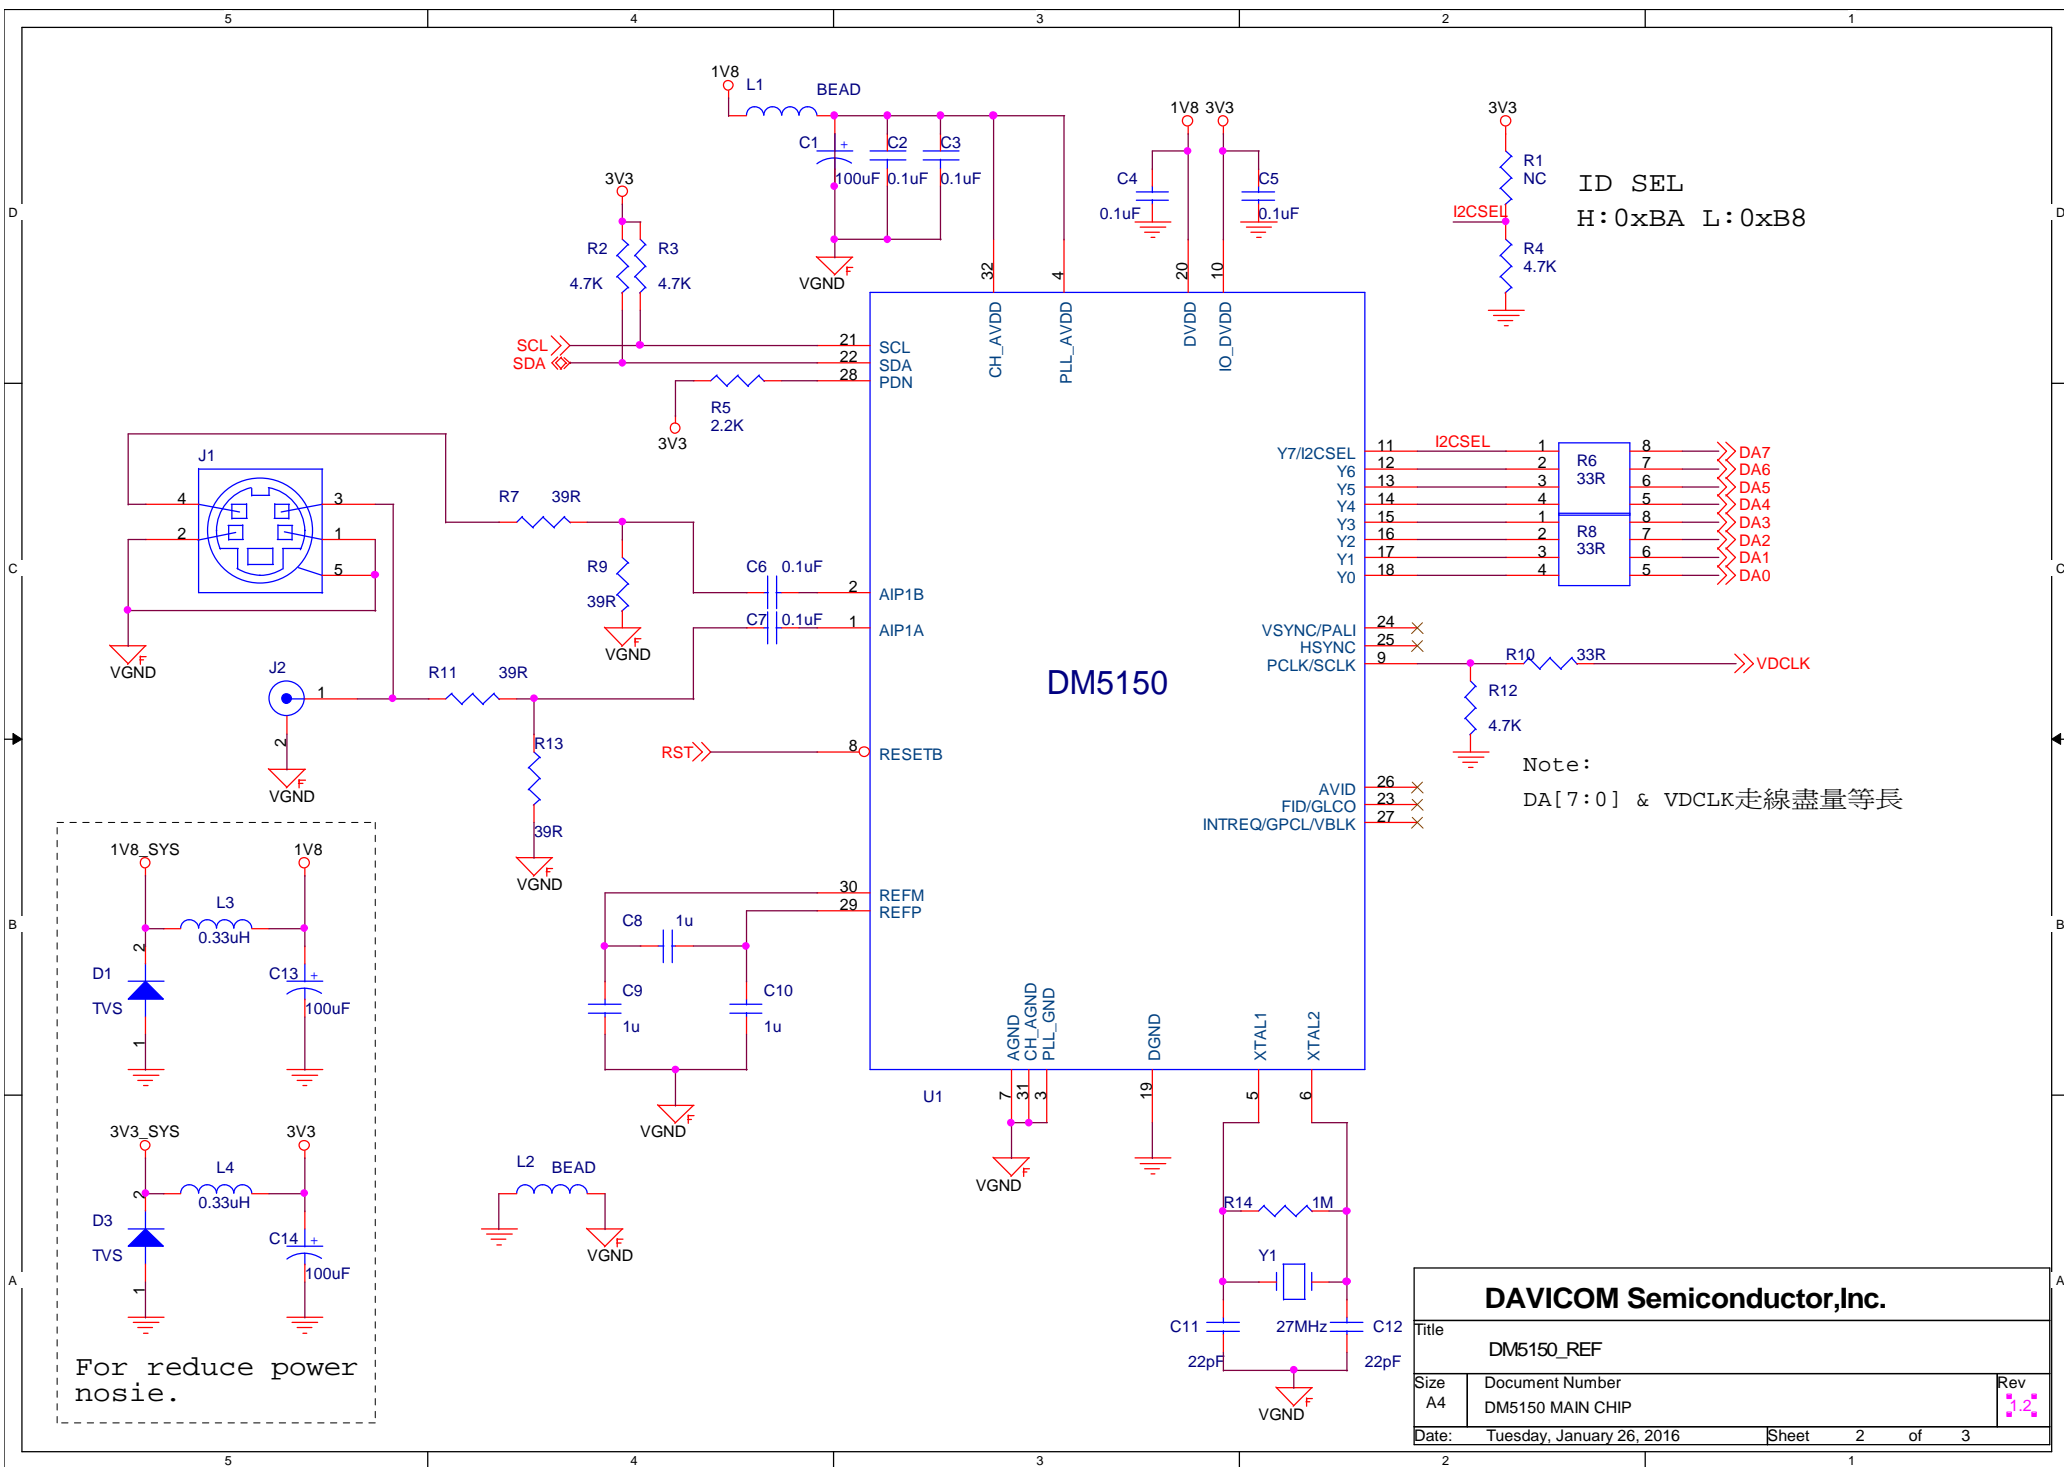 5 4 3 2 1
D
C
B
A
1V8
L1 BEAD
C1 + 100uF
C2 0.1uF
C3 0.1uF
VGND F
3V3
R2 4.7K
R3 4.7K
SCL
SDA
R5 2.2K
3V3
1V8 3V3
C4 0.1uF
C5 0.1uF
3V3
R1 NC
I2CSEL
R4 4.7K
ID SEL
H:0xBA L:0xB8
32 CH_AVDD
4 PLL_AVDD
20 DVDD
10 IO_DVDD
21 SCL
22 SDA
28 PDN
J1
4 3
2 1
5
VGND F
R7 39R
R9 39R
VGND F
C6 0.1uF
C7 0.1uF
2 AIP1B
1 AIP1A
J2
1
2
VGND F
R11 39R
R13 39R
VGND F
RST
8 RESETB
DM5150
Y7/I2CSEL 11 I2CSEL 1 8 DA7
Y6 12 2 7 DA6
Y5 13 3 6 DA5
Y4 14 4 5 DA4
R6 33R
Y3 15 1 8 DA3
Y2 16 2 7 DA2
Y1 17 3 6 DA1
Y0 18 4 5 DA0
R8 33R
VSYNC/PALI 24
HSYNC 25
PCLK/SCLK 9
R10 33R VDCLK
R12 4.7K
Note:
DA[7:0] & VDCLK走線盡量等長
AVID 26
FID/GLCO 23
INTREQ/GPCL/VBLK 27
30 REFM
29 REFP
C8 1u
C9 1u
C10 1u
VGND F
AGND 7
CH_AGND 31
PLL_GND 3
DGND 19
XTAL1 5
XTAL2 6
U1
VGND F
L2 BEAD
VGND F
R14 1M
Y1
27MHz
C11 22pF
C12 22pF
VGND F
1V8_SYS 1V8
L3 0.33uH
2
D1 TVS
1
C13 + 100uF
3V3_SYS 3V3
L4 0.33uH
2
D3 TVS
1
C14 + 100uF
For reduce power
nosie.
DAVICOM Semiconductor,Inc.
Title
DM5150_REF
Size Document Number Rev
A4 DM5150 MAIN CHIP 1.2
Date: Tuesday, January 26, 2016 Sheet 2 of 3
5 4 3 2 1
D
C
B
A